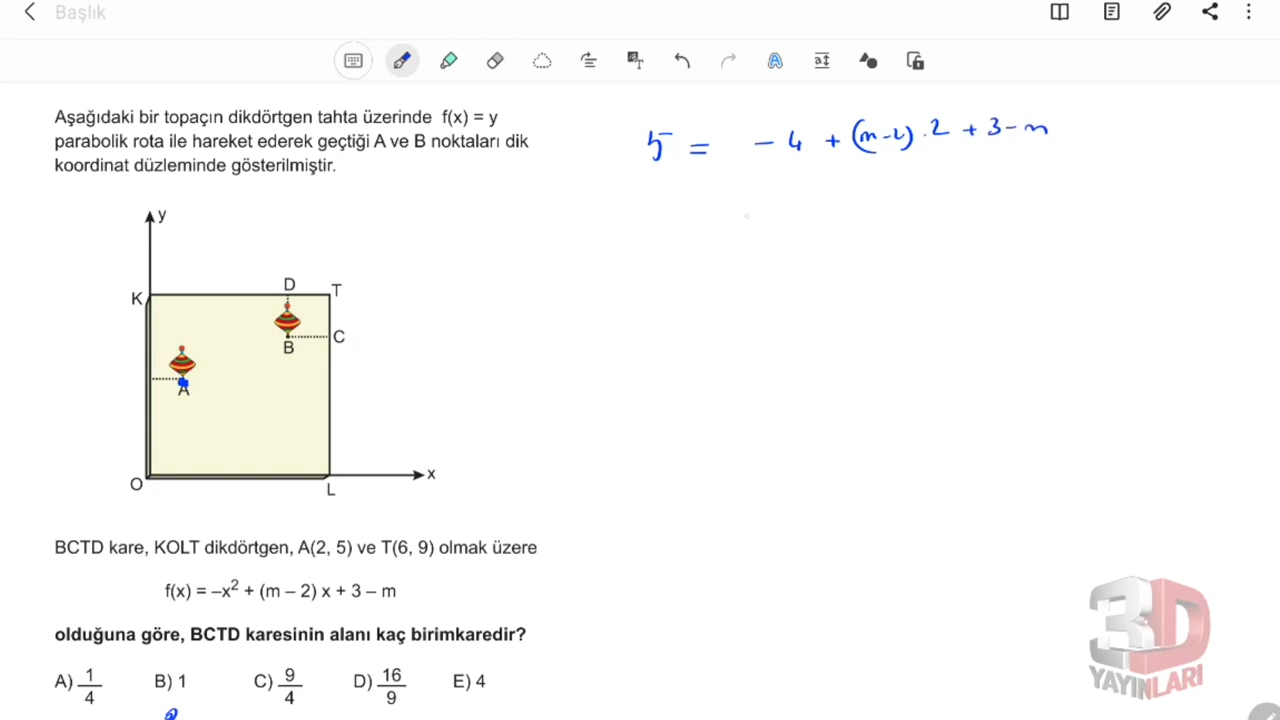 Başlık
Aşağıdaki bir topaçın dikdörtgen tahta üzerinde f(x) = y
parabolik rota ile hareket ederek geçtiği A ve B noktaları dik
koordinat düzleminde gösterilmiştir.
5 = - 4 + (m-2) . 2 + 3 - m
y
D
K
T
C
B
A
x
O
L
BCTD kare, KOLT dikdörtgen, A(2, 5) ve T(6, 9) olmak üzere
f(x) = –x² + (m – 2) x + 3 – m
olduğuna göre, BCTD karesinin alanı kaç birimkaredir?
A) 1/4 B) 1 C) 9/4 D) 16/9 E) 4
3D
YAYINLARI